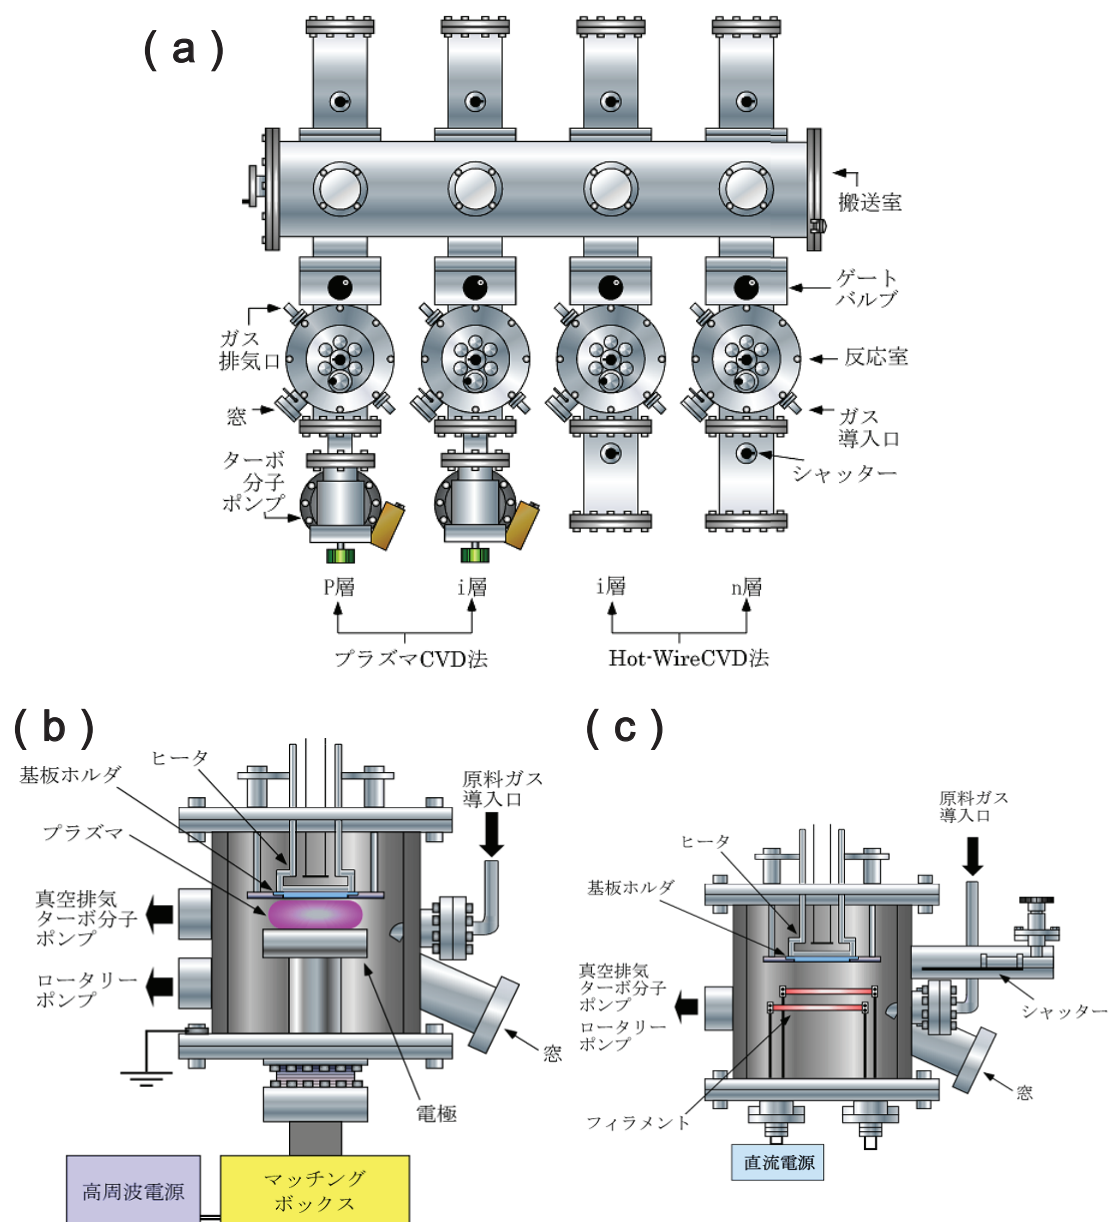 (a)
搬送室
ゲート
バルブ
ガス
排気口
反応室
窓
ガス
導入口
ターボ
分子
ポンプ
シャッター
P層
i層
i層
n層
プラズマCVD法
Hot-WireCVD法
(b)
ヒータ
基板ホルダ
原料ガス
導入口
プラズマ
真空排気
ターボ分子
ポンプ
ロータリー
ポンプ
窓
電極
高周波電源
マッチング
ボックス
(c)
原料ガス
導入口
ヒータ
基板ホルダ
真空排気
ターボ分子
ポンプ
ロータリー
ポンプ
シャッター
窓
フィラメント
直流電源